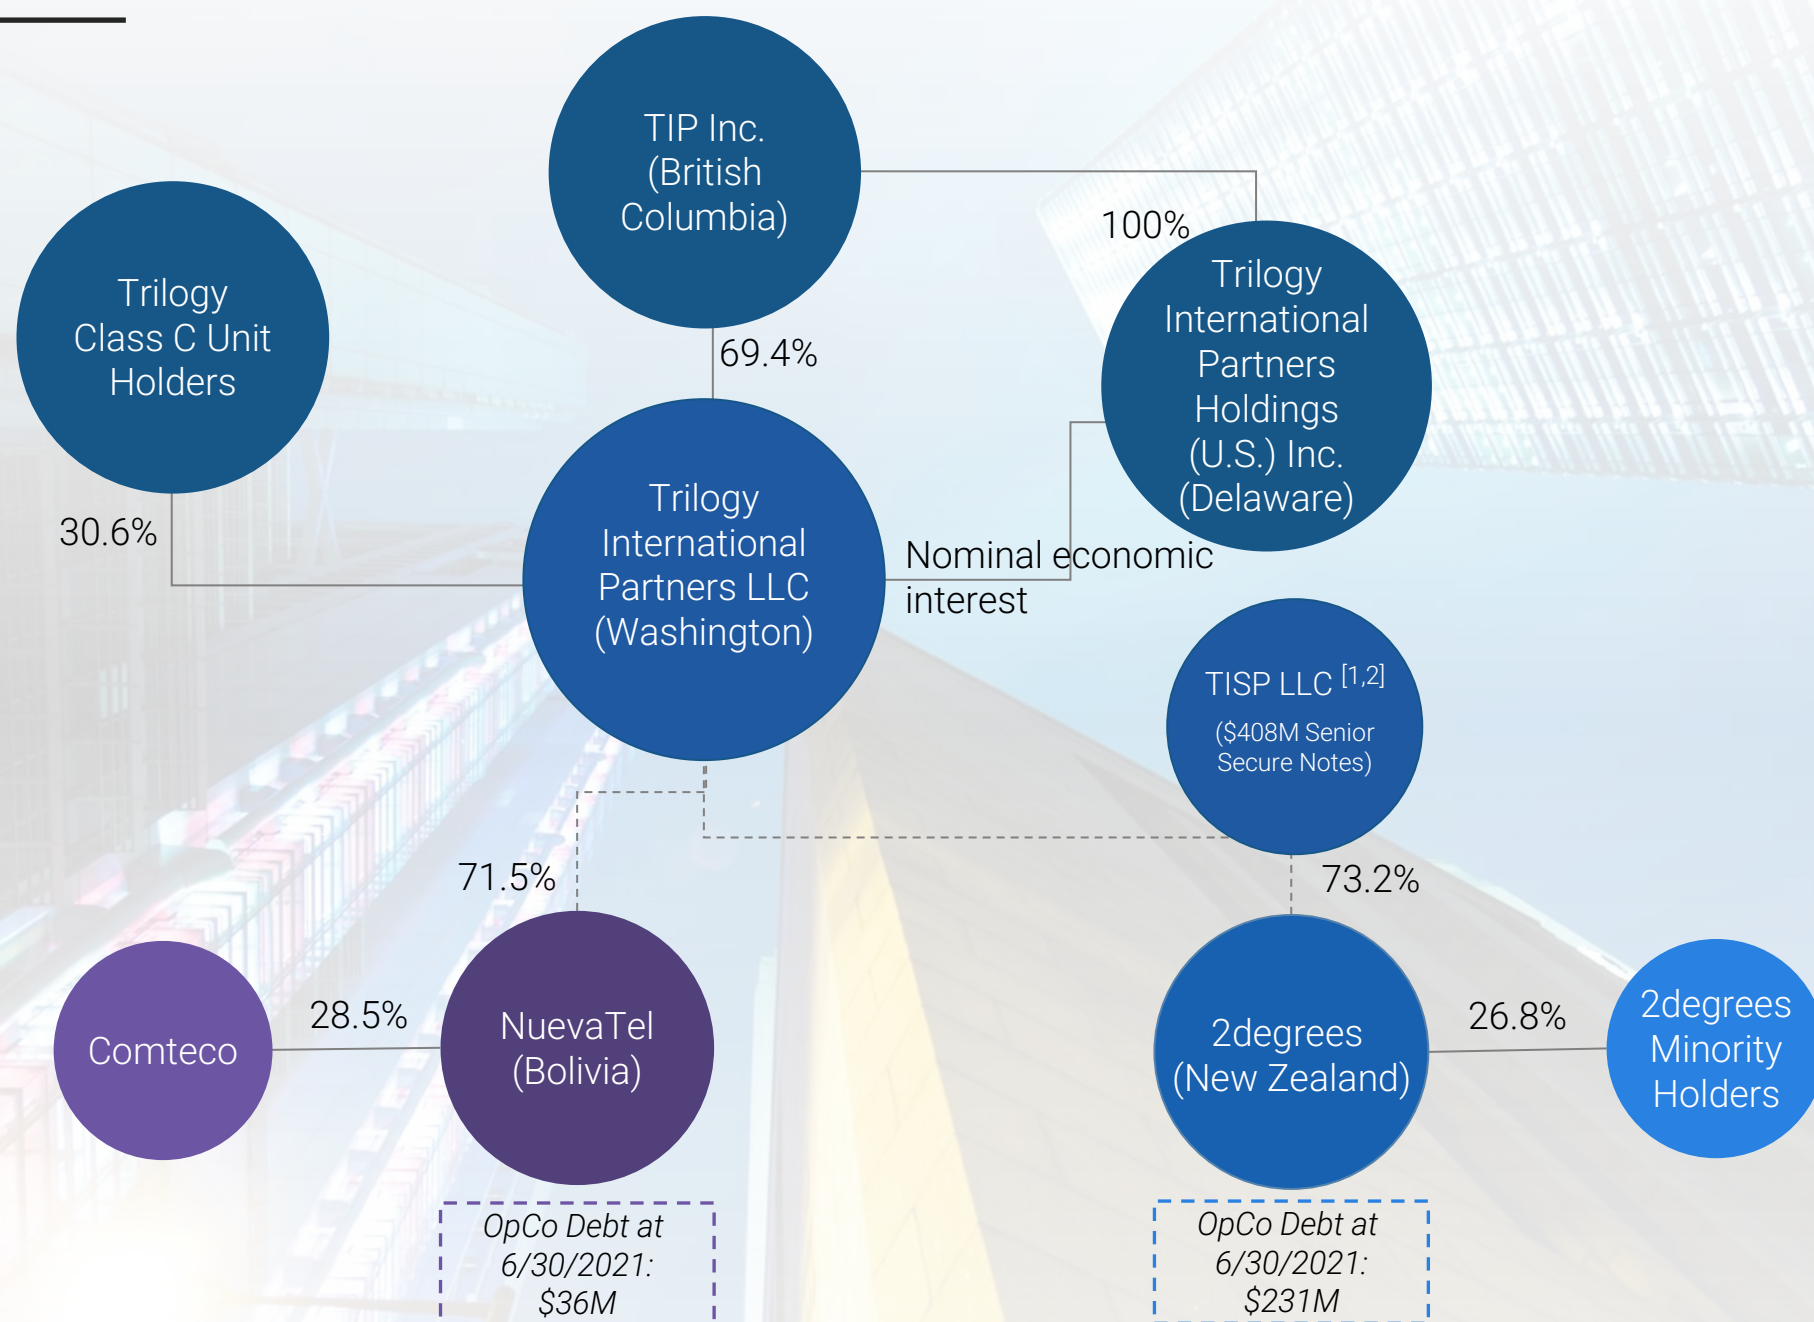 TIP Inc.
(British
Columbia)
100%
Trilogy
Class C Unit
Holders
69.4%
Trilogy
International
Partners
Holdings
(U.S.) Inc.
(Delaware)
30.6%
Trilogy
International
Partners LLC
(Washington)
Nominal economic
interest
TISP LLC [1,2]
($408M Senior
Secure Notes)
71.5%
73.2%
Comteco
28.5%
NuevaTel
(Bolivia)
2degrees
(New Zealand)
26.8%
2degrees
Minority
Holders
OpCo Debt at
6/30/2021:
$36M
OpCo Debt at
6/30/2021:
$231M